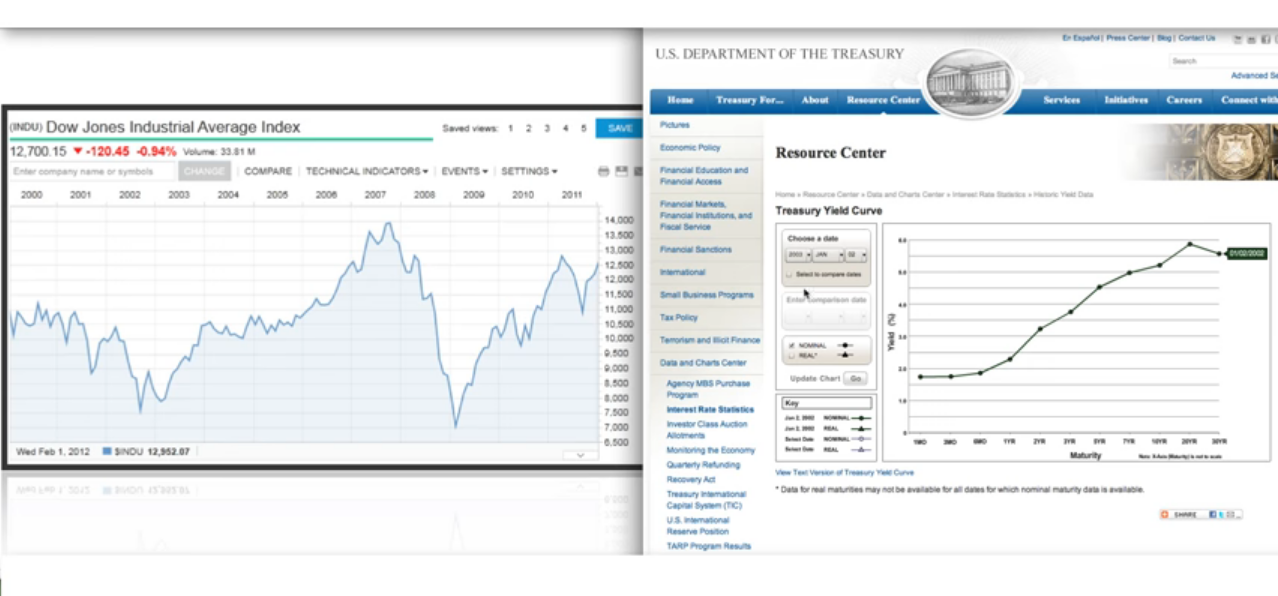 (INDU) Dow Jones Industrial Average Index
Saved views: 1 2 3 4 5 SAVE
12,700.15 ▼ -120.45 -0.94% Volume: 33.81 M
Enter company name or symbols CHANGE COMPARE TECHNICAL INDICATORS EVENTS SETTINGS
2000 2001 2002 2003 2004 2005 2006 2007 2008 2009 2010 2011
14,000
13,500
13,000
12,500
12,000
11,500
11,000
10,500
10,000
9,500
9,000
8,500
8,000
7,500
7,000
6,500
Wed Feb 1, 2012 $INDU 12,952.07
En Español | Press Center | Blog | Contact Us
U.S. DEPARTMENT OF THE TREASURY
Search
Advanced Se
Home Treasury For... About Resource Center Services Initiatives Careers Connect with
Pictures
Economic Policy
Financial Education and
Financial Access
Financial Markets,
Financial Institutions, and
Fiscal Service
Financial Sanctions
International
Small Business Programs
Tax Policy
Terrorism and Illicit Finance
Data and Charts Center
Agency MBS Purchase
Program
Interest Rate Statistics
Investor Class Auction
Allotments
Monitoring the Economy
Quarterly Refunding
Recovery Act
Treasury International
Capital System (TIC)
U.S. International
Reserve Position
TARP Program Results
Resource Center
Home » Resource Center » Data and Charts Center » Interest Rate Statistics » Historic Yield Data
Treasury Yield Curve
Choose a date
JAN 02
Select to compare dates
Enter comparison date
NOMINAL
REAL*
Update Chart Go
Key
Jan 2, 2002 NOMINAL
Jan 2, 2002 REAL
Select Date NOMINAL
Select Date REAL
6.0
5.0
4.0
3.0
2.0
1.0
0
Yield (%)
01/02/2002
1MO 3MO 6MO 1YR 2YR 3YR 5YR 7YR 10YR 20YR 30YR
Maturity
Note: X-Axis (Maturity) is not to scale
View Text Version of Treasury Yield Curve
* Data for real maturities may not be available for all dates for which nominal maturity data is available.
SHARE